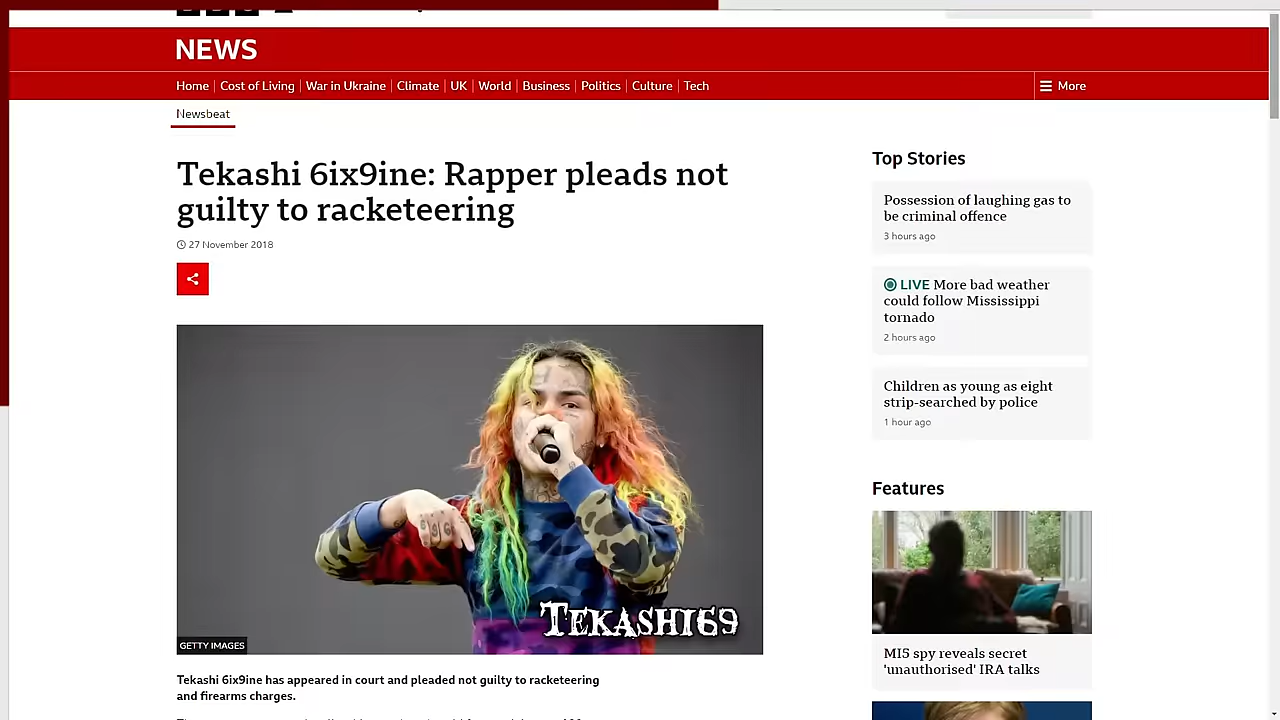 NEWS
Home
Cost of Living
War in Ukraine
Climate
UK
World
Business
Politics
Culture
Tech
More
Newsbeat
Tekashi 6ix9ine: Rapper pleads not
guilty to racketeering
27 November 2018
TEKASHI69
GETTY IMAGES
Tekashi 6ix9ine has appeared in court and pleaded not guilty to racketeering
and firearms charges.
Top Stories
Possession of laughing gas to
be criminal offence
3 hours ago
LIVE More bad weather
could follow Mississippi
tornado
2 hours ago
Children as young as eight
strip-searched by police
1 hour ago
Features
MI5 spy reveals secret
'unauthorised' IRA talks